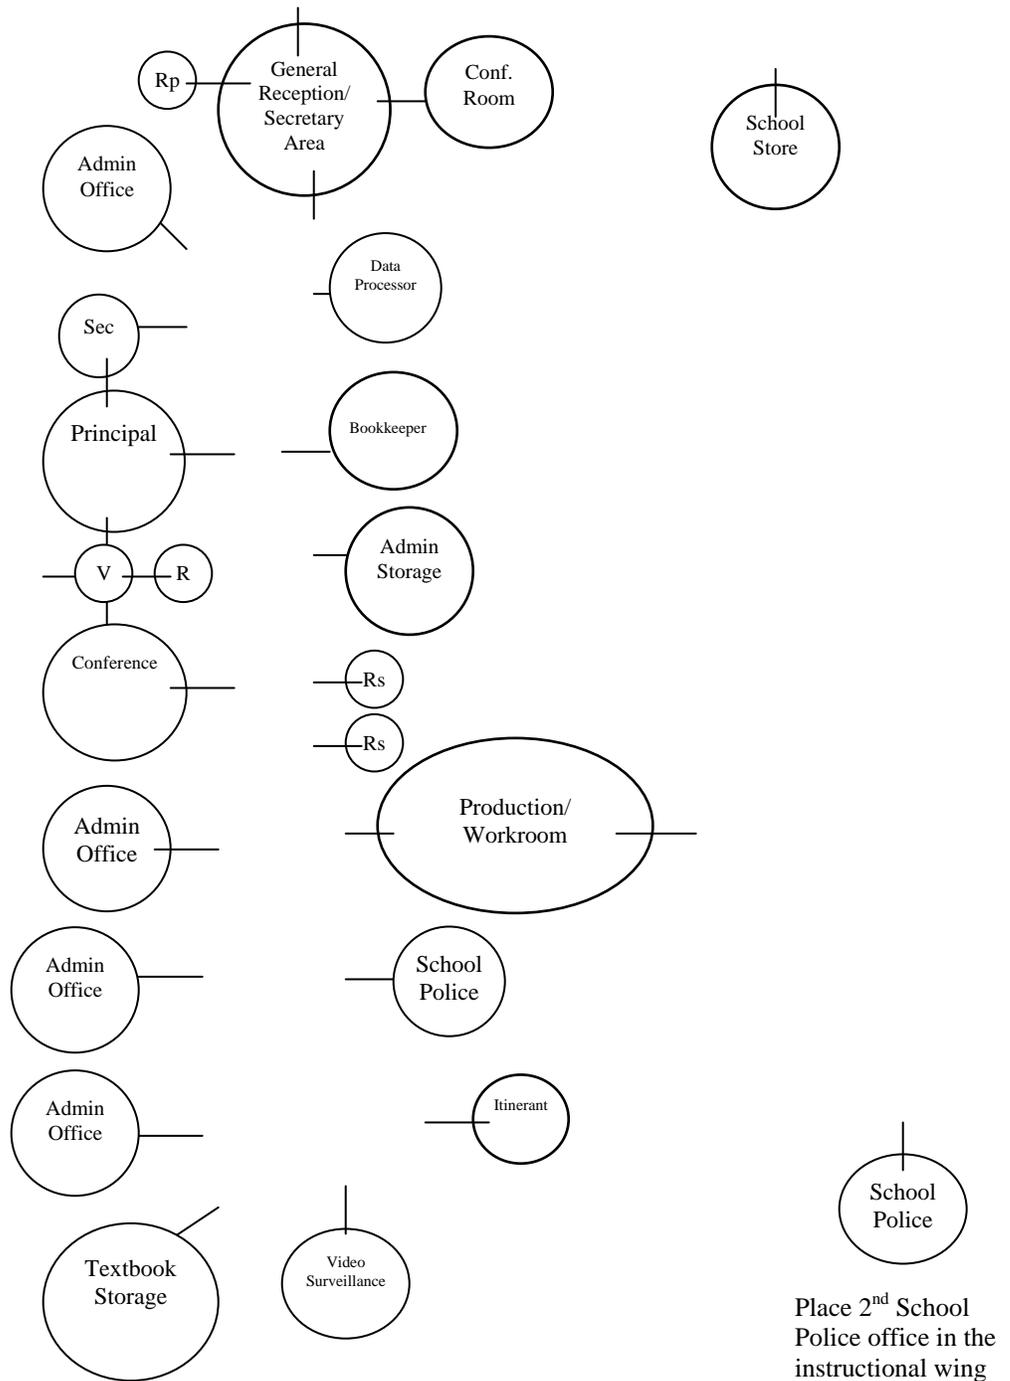 General
Reception/
Secretary
Area
Rp
Conf.
Room
School
Store
Admin
Office
Data
Processor
Sec
Principal
Bookkeeper
Admin
Storage
V
R
Conference
Rs
Rs
Production/
Workroom
Admin
Office
Admin
Office
School
Police
Admin
Office
Itinerant
School
Police
Textbook
Storage
Video
Surveillance
Place 2nd School
Police office in the
instructional wing